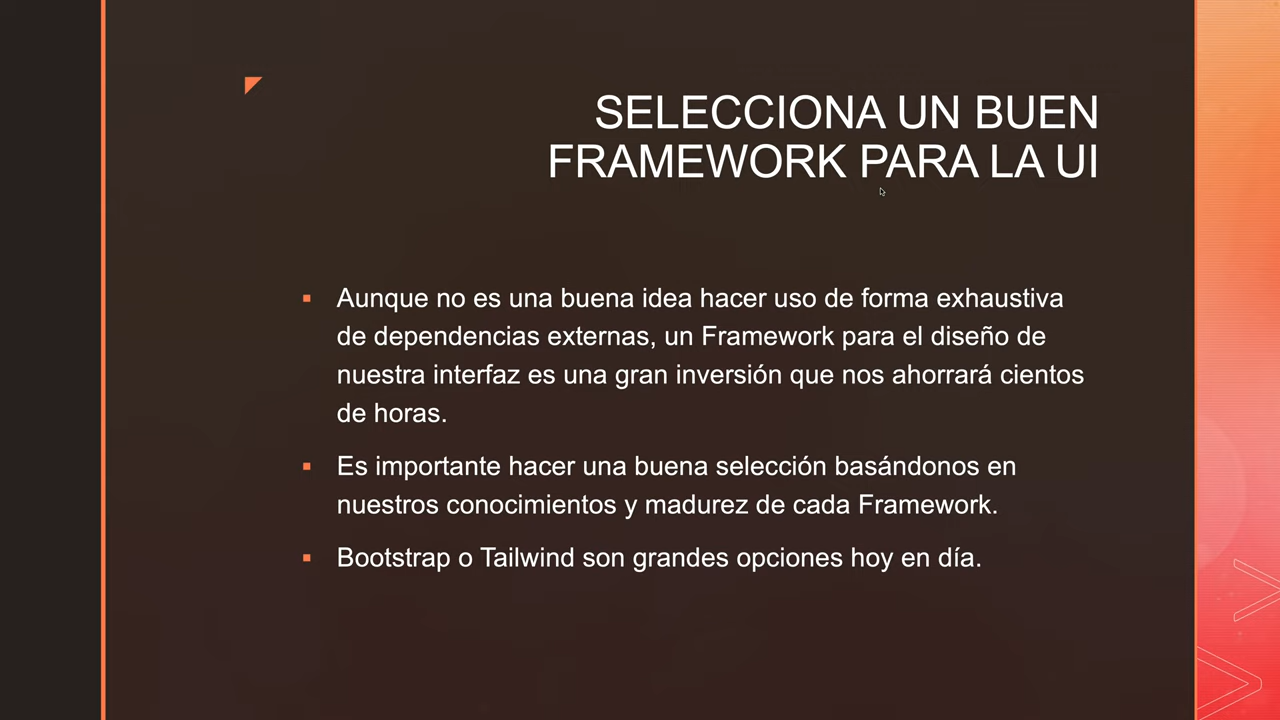 SELECCIONA UN BUEN
FRAMEWORK PARA LA UI
Aunque no es una buena idea hacer uso de forma exhaustiva
de dependencias externas, un Framework para el diseño de
nuestra interfaz es una gran inversión que nos ahorrará cientos
de horas.
Es importante hacer una buena selección basándonos en
nuestros conocimientos y madurez de cada Framework.
Bootstrap o Tailwind son grandes opciones hoy en día.